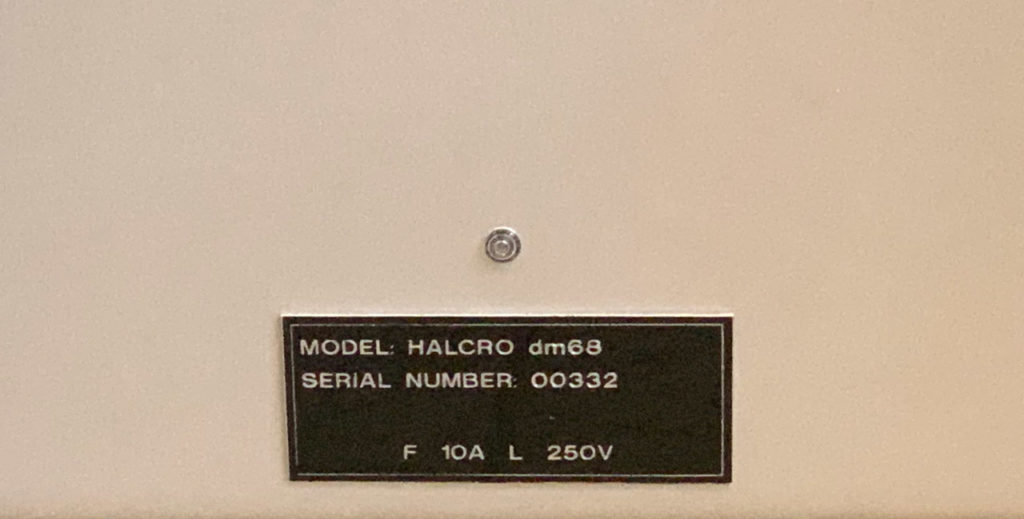 MODEL: HALCRO dm68
SERIAL NUMBER: 00332
F 10A L 250V